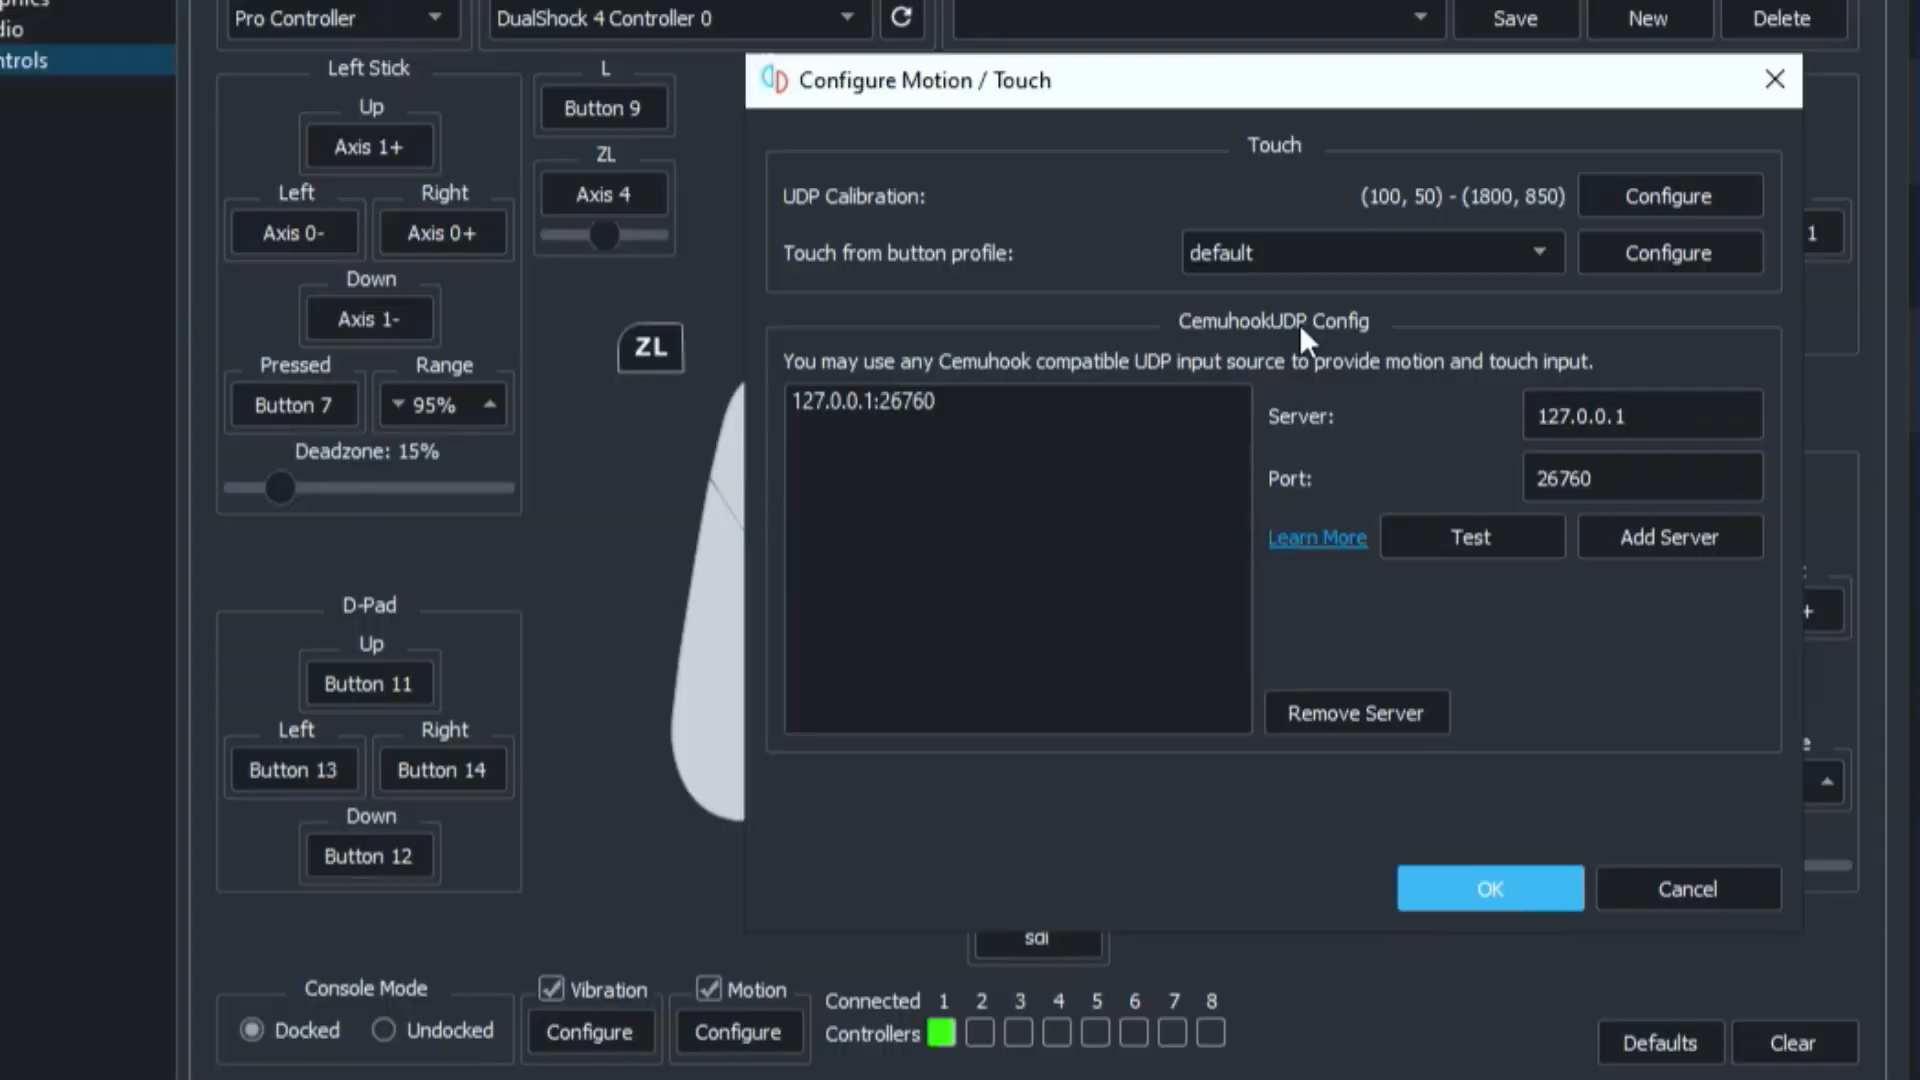 Pro Controller
DualShock 4 Controller 0
Save
New
Delete
Left Stick
Up
Axis 1+
Left
Right
Axis 0-
Axis 0+
Down
Axis 1-
Pressed
Range
Button 7
95%
Deadzone: 15%
L
Button 9
ZL
Axis 4
ZL
D-Pad
Up
Button 11
Left
Right
Button 13
Button 14
Down
Button 12
Configure Motion / Touch
Touch
UDP Calibration:
(100, 50) - (1800, 850)
Configure
Touch from button profile:
default
Configure
CemuhookUDP Config
You may use any Cemuhook compatible UDP input source to provide motion and touch input.
127.0.0.1:26760
Server:
127.0.0.1
Port:
26760
Learn More
Test
Add Server
Remove Server
OK
Cancel
1
+
sdl
Console Mode
Docked
Undocked
Vibration
Configure
Motion
Configure
Connected 1 2 3 4 5 6 7 8
Controllers
Defaults
Clear